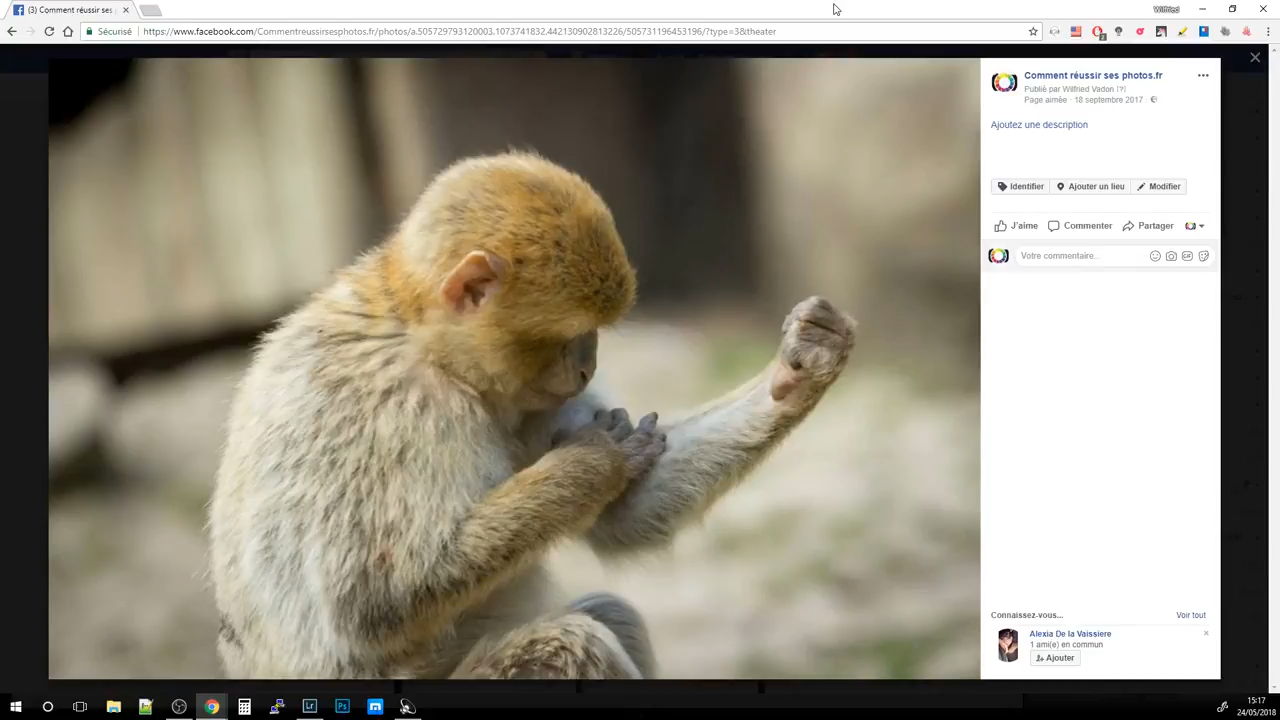 (3) Comment réussir ses
Wilfried
Sécurisé
https://www.facebook.com/Commentreussirsesphotos.fr/photos/a.505729793120003.1073741832.442130902813226/505731196453196/?type=3&theater
2
Comment réussir ses photos.fr
Publié par Wilfried Vadon [?]
Page aimée · 18 septembre 2017 ·
Ajoutez une description
Identifier
Ajouter un lieu
Modifier
J'aime
Commenter
Partager
Votre commentaire...
Connaissez-vous...
Voir tout
Alexia De la Vaissiere
1 ami(e) en commun
Ajouter
Lr
Ps
15:17
24/05/2018